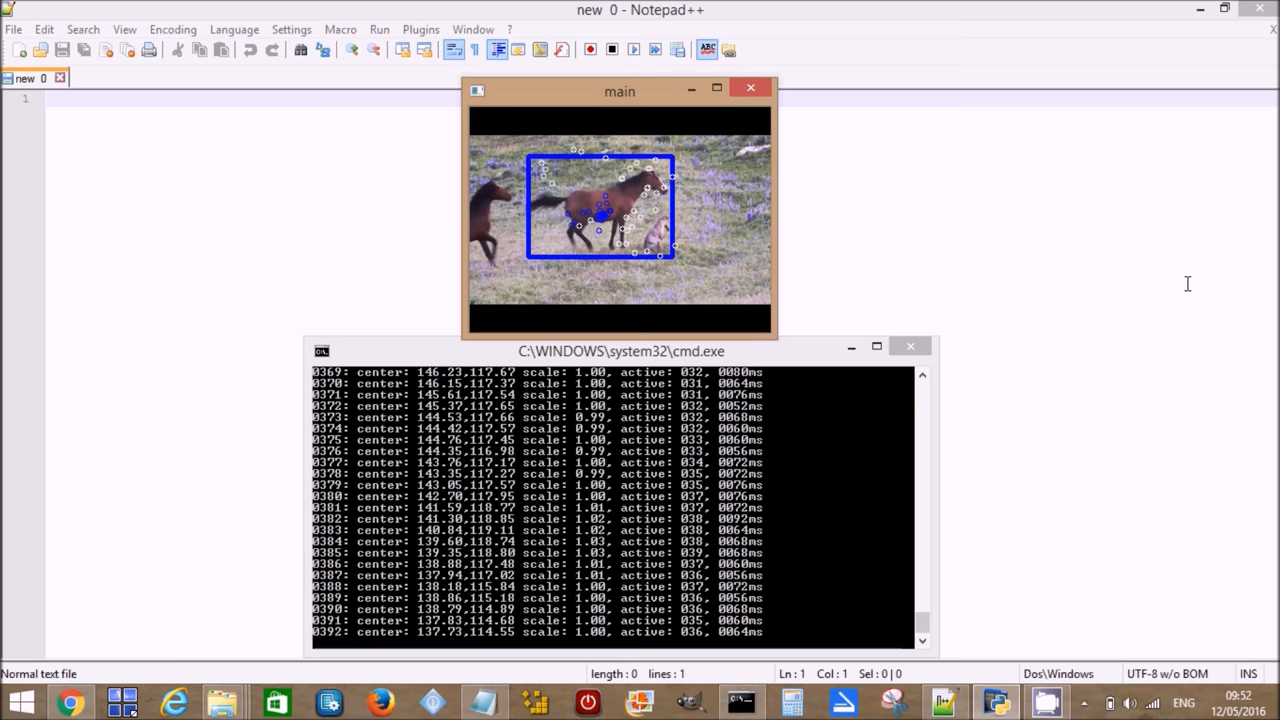 new  0 - Notepad++
File Edit Search View Encoding Language Settings Macro Run Plugins Window ?
X
ABC
new 0
1
main
C:\WINDOWS\system32\cmd.exe
0369: center: 146.23,117.67 scale: 1.00, active: 032, 0080ms
0370: center: 146.15,117.37 scale: 1.00, active: 031, 0064ms
0371: center: 145.61,117.54 scale: 1.00, active: 031, 0076ms
0372: center: 145.37,117.65 scale: 1.00, active: 032, 0052ms
0373: center: 144.53,117.66 scale: 0.99, active: 032, 0068ms
0374: center: 144.42,117.57 scale: 0.99, active: 032, 0060ms
0375: center: 144.76,117.45 scale: 1.00, active: 033, 0060ms
0376: center: 144.35,116.98 scale: 0.99, active: 033, 0056ms
0377: center: 143.76,117.17 scale: 1.00, active: 034, 0072ms
0378: center: 143.35,117.27 scale: 0.99, active: 035, 0072ms
0379: center: 143.05,117.57 scale: 1.00, active: 035, 0076ms
0380: center: 142.70,117.95 scale: 1.00, active: 037, 0076ms
0381: center: 141.59,118.77 scale: 1.01, active: 037, 0072ms
0382: center: 141.30,118.85 scale: 1.02, active: 038, 0092ms
0383: center: 140.84,119.11 scale: 1.02, active: 038, 0064ms
0384: center: 139.60,118.74 scale: 1.03, active: 038, 0068ms
0385: center: 139.35,118.80 scale: 1.03, active: 039, 0068ms
0386: center: 138.88,117.48 scale: 1.01, active: 037, 0060ms
0387: center: 137.94,117.02 scale: 1.01, active: 036, 0056ms
0388: center: 138.18,115.84 scale: 1.00, active: 037, 0072ms
0389: center: 138.86,115.18 scale: 1.00, active: 036, 0056ms
0390: center: 138.79,114.89 scale: 1.00, active: 036, 0068ms
0391: center: 137.83,114.68 scale: 1.00, active: 035, 0060ms
0392: center: 137.73,114.55 scale: 1.00, active: 036, 0064ms
Normal text file length : 0 lines : 1 Ln : 1 Col : 1 Sel : 0 | 0 Dos\Windows UTF-8 w/o BOM INS
ENG
09:52
12/05/2016